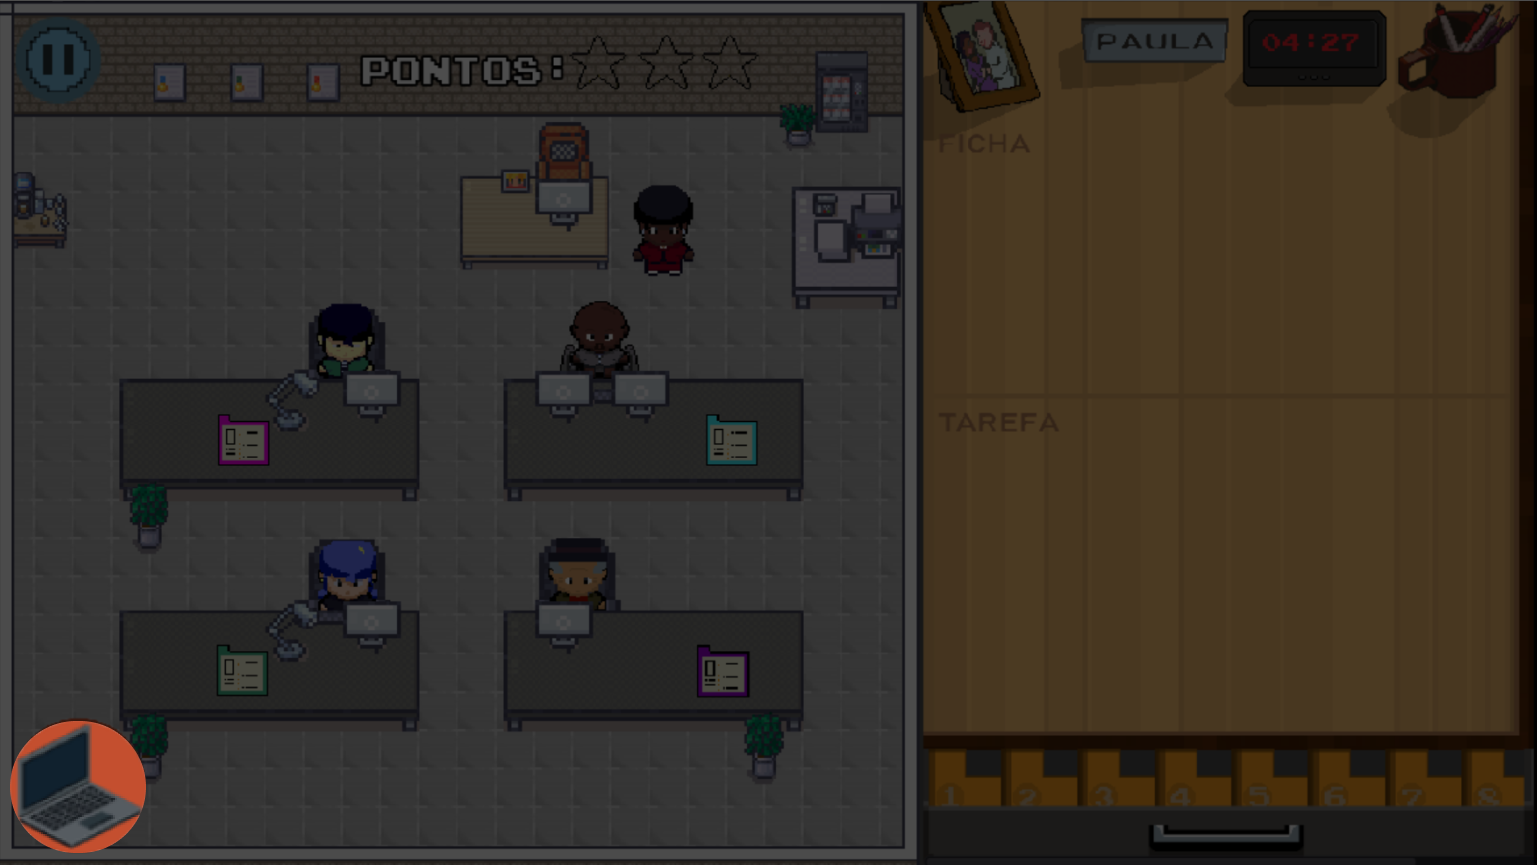 PONTOS:
PAULA
04:27
FICHA
TAREFA
1 2 3 4 5 6 7 8